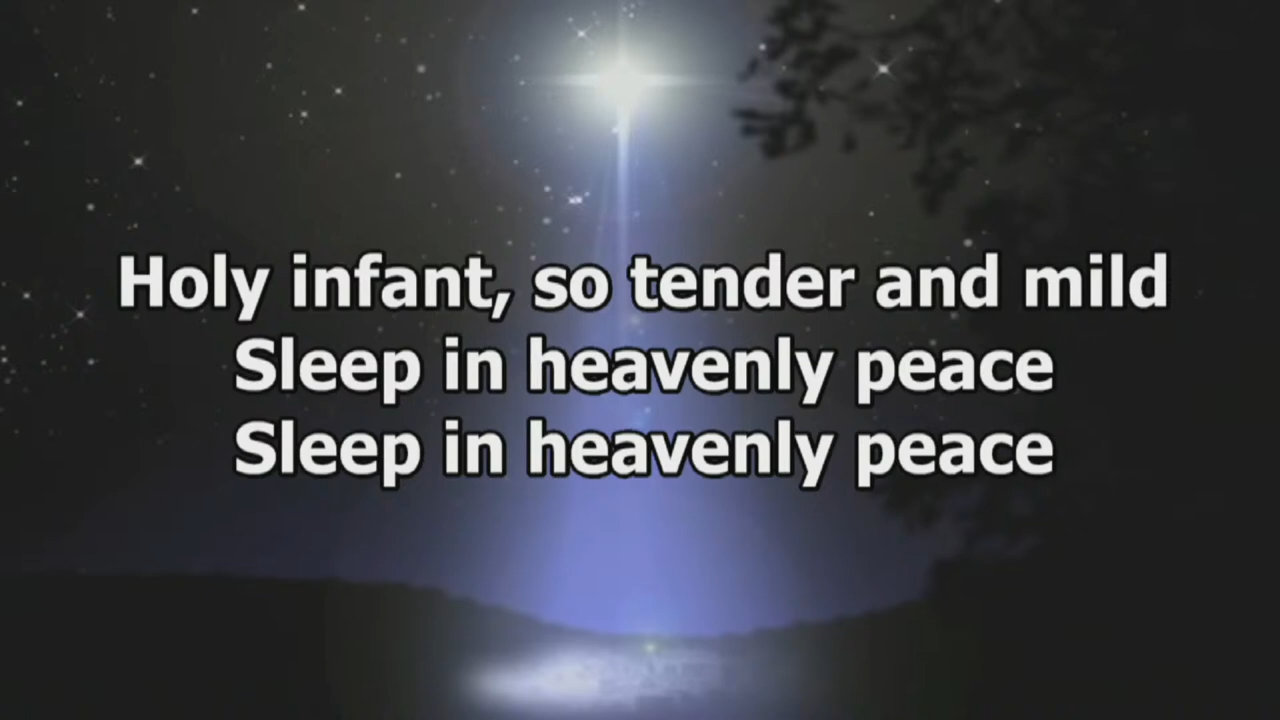 Holy infant, so tender and mild
Sleep in heavenly peace
Sleep in heavenly peace